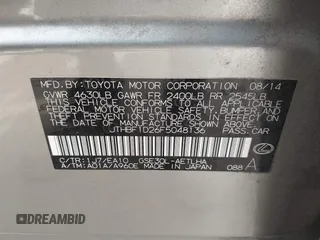 MFD. BY: TOYOTA MOTOR CORPORATION 08/14
GVWR 4630LB GAWR FR 2400LB RR 2545LB
THIS VEHICLE CONFORMS TO ALL APPLICABLE
FEDERAL MOTOR VEHICLE SAFETY, BUMPER, AND
THEFT PREVENTION STANDARDS IN EFFECT ON
THE DATE OF MANUFACTURE SHOWN ABOVE.
JTHBF1D26F5048136 PASS. CAR
C/TR: 1J7/EA10 GSE30L-AETLHA
A/TM: A01A/A960E MADE IN JAPAN 088 A